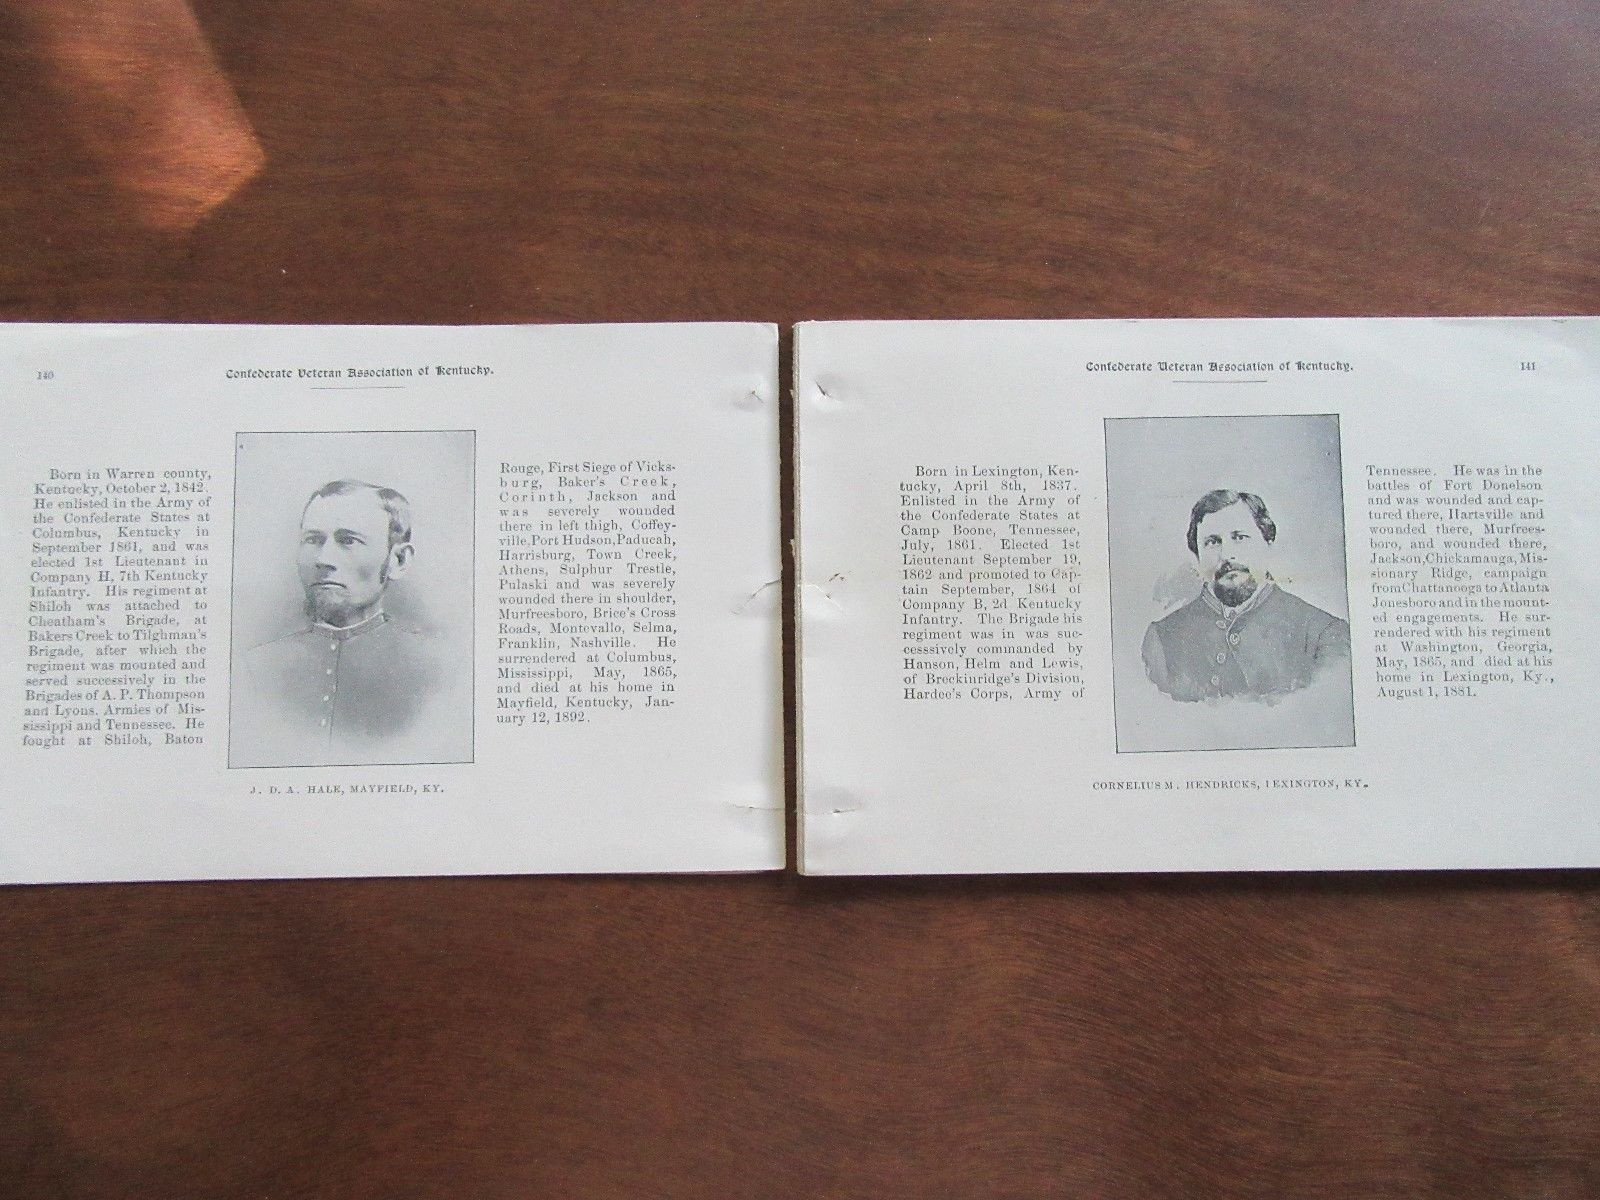 140
Confederate Veteran Association of Kentucky.
Born in Warren county,
Kentucky, October 2, 1842.
He enlisted in the Army of
the Confederate States at
Columbus, Kentucky in
September 1861, and was
elected 1st Lieutenant in
Company H, 7th Kentucky
Infantry. His regiment at
Shiloh was attached to
Cheatham's Brigade, at
Bakers Creek to Tilghman's
Brigade, after which the
regiment was mounted and
served successively in the
Brigades of A. P. Thompson
and Lyons. Armies of Mis-
sissippi and Tennessee. He
fought at Shiloh, Baton
Rouge, First Siege of Vicks-
burg, Baker's Creek,
Corinth, Jackson and
was severely wounded
there in left thigh, Coffey-
ville, Port Hudson, Paducah,
Harrisburg, Town Creek,
Athens, Sulphur Trestle,
Pulaski and was severely
wounded there in shoulder,
Murfreesboro, Brice's Cross
Roads, Montevallo, Selma,
Franklin, Nashville. He
surrendered at Columbus,
Mississippi, May, 1865,
and died at his home in
Mayfield, Kentucky, Jan-
uary 12, 1892.
J. D. A. HALE, MAYFIELD, KY.
Confederate Veteran Association of Kentucky.
141
Born in Lexington, Ken-
tucky, April 8th, 1837.
Enlisted in the Army of
the Confederate States at
Camp Boone, Tennessee,
July, 1861. Elected 1st
Lieutenant September 19,
1862 and promoted to Cap-
tain September, 1864 of
Company B, 2d Kentucky
Infantry. The Brigade his
regiment was in was suc-
cesssively commanded by
Hanson, Helm and Lewis,
of Breckinridge's Division,
Hardee's Corps, Army of
Tennessee. He was in the
battles of Fort Donelson
and was wounded and cap-
tured there, Hartsville and
wounded there, Murfrees-
boro, and wounded there,
Jackson, Chickamauga, Mis-
sionary Ridge, campaign
from Chattanooga to Atlanta
Jonesboro and in the mount-
ed engagements. He sur-
rendered with his regiment
at Washington, Georgia,
May, 1865, and died at his
home in Lexington, Ky.,
August 1, 1881.
CORNELIUS M. HENDRICKS, LEXINGTON, KY.